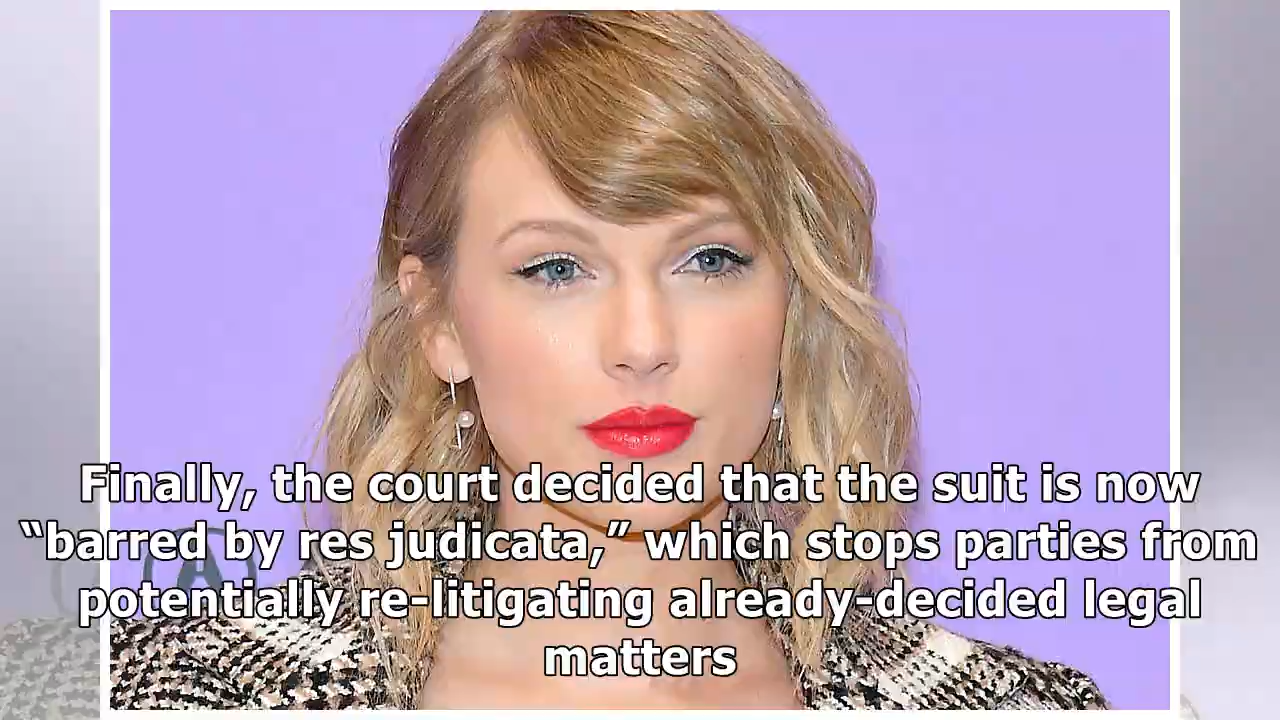 Finally, the court decided that the suit is now
“barred by res judicata,” which stops parties from
potentially re-litigating already-decided legal
matters